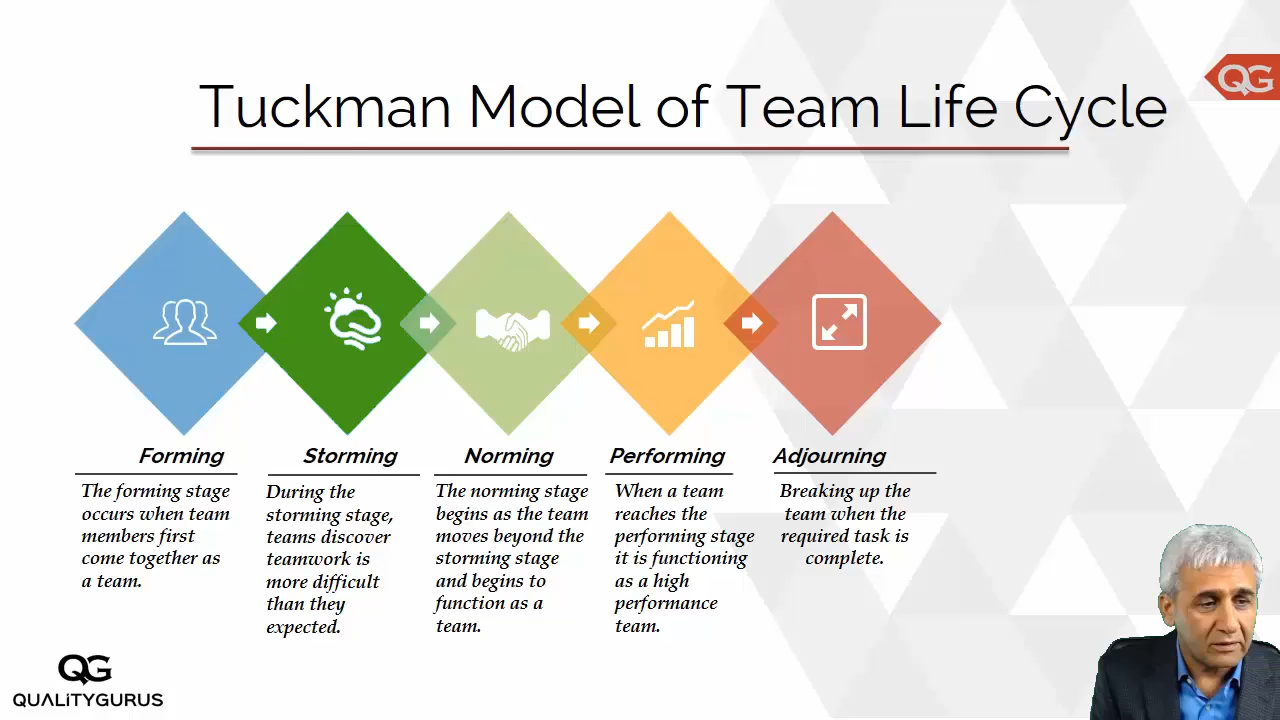 QG
Tuckman Model of Team Life Cycle
Forming
The forming stage
occurs when team
members first
come together as
a team.
Storming
During the
storming stage,
teams discover
teamwork is
more difficult
than they
expected.
Norming
The norming stage
begins as the team
moves beyond the
storming stage
and begins to
function as a
team.
Performing
When a team
reaches the
performing stage
it is functioning
as a high
performance
team.
Adjourning
Breaking up the
team when the
required task is
complete.
QG
QUALiTYGURUS